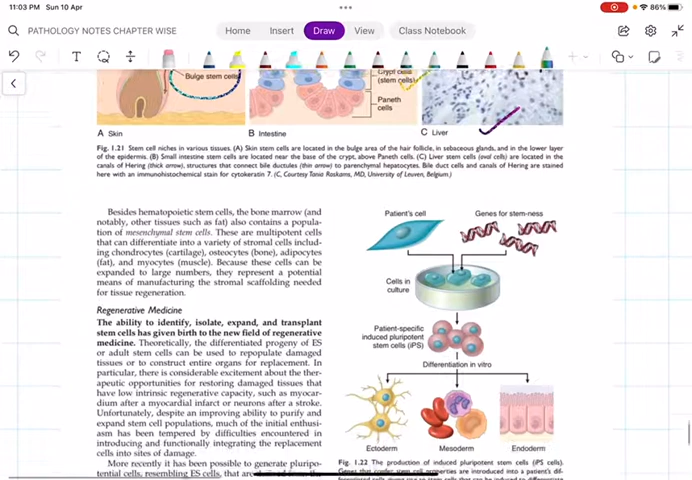 11:03 PM Sun 10 Apr
86%
PATHOLOGY NOTES CHAPTER WISE
Home Insert Draw View Class Notebook
Bulge stem cells
Crypt cells
(stem cells)
Paneth
cells
A Skin
B Intestine
C Liver
Fig. 1.21 Stem cell niches in various tissues. (A) Skin stem cells are located in the bulge area of the hair follicle, in sebaceous glands, and in the lower layer
of the epidermis. (B) Small intestine stem cells are located near the base of the crypt, above Paneth cells. (C) Liver stem cells (oval cells) are located in the
canals of Hering (thick arrow), structures that connect bile ductules (thin arrow) to parenchymal hepatocytes. Bile duct cells and canals of Hering are stained
here with an immunohistochemical stain for cytokeratin 7. (C, Courtesy Tania Roskams, MD, University of Leuven, Belgium.)
Besides hematopoietic stem cells, the bone marrow (and
notably, other tissues such as fat) also contains a popula-
tion of mesenchymal stem cells. These are multipotent cells
that can differentiate into a variety of stromal cells includ-
ing chondrocytes (cartilage), osteocytes (bone), adipocytes
(fat), and myocytes (muscle). Because these cells can be
expanded to large numbers, they represent a potential
means of manufacturing the stromal scaffolding needed
for tissue regeneration.
Regenerative Medicine
The ability to identify, isolate, expand, and transplant
stem cells has given birth to the new field of regenerative
medicine. Theoretically, the differentiated progeny of ES
or adult stem cells can be used to repopulate damaged
tissues or to construct entire organs for replacement. In
particular, there is considerable excitement about the ther-
apeutic opportunities for restoring damaged tissues that
have low intrinsic regenerative capacity, such as myocar-
dium after a myocardial infarct or neurons after a stroke.
Unfortunately, despite an improving ability to purify and
expand stem cell populations, much of the initial enthusi-
asm has been tempered by difficulties encountered in
introducing and functionally integrating the replacement
cells into sites of damage.
More recently it has been possible to generate pluripo-
tential cells, resembling ES cells, that are
Patient's cell
Genes for stem-ness
Cells in
culture
Patient-specific
induced pluripotent
stem cells (iPS)
Differentiation in vitro
Ectoderm
Mesoderm
Endoderm
Fig. 1.22 The production of induced pluripotent stem cells (iPS cells).
Genes that confer stem cell properties are introduced into a patient's dif-